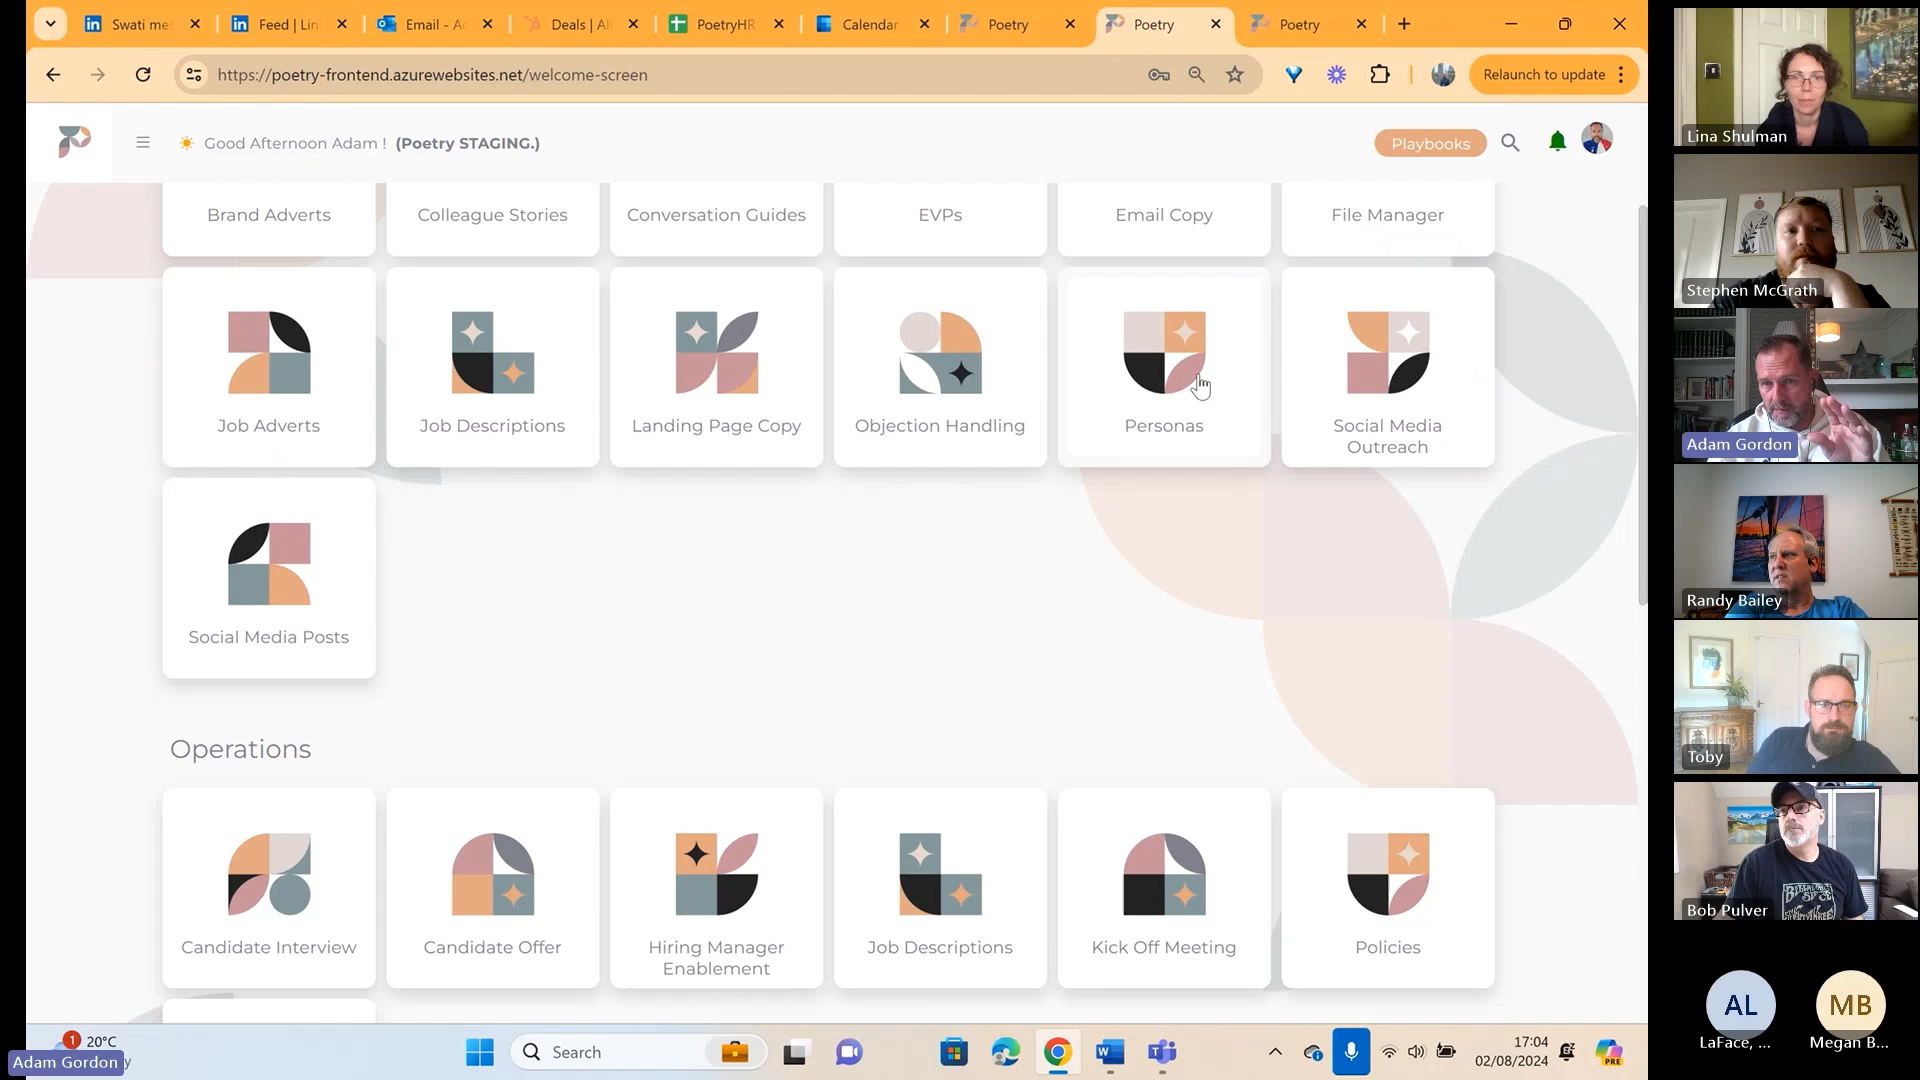 Swati mes
Feed | Lin
Email - A
Deals | Al
PoetryHR
Calendar
Poetry
Poetry
Poetry
https://poetry-frontend.azurewebsites.net/welcome-screen
Relaunch to update
Good Afternoon Adam ! (Poetry STAGING.)
Playbooks
Brand Adverts
Colleague Stories
Conversation Guides
EVPs
Email Copy
File Manager
Job Adverts
Job Descriptions
Landing Page Copy
Objection Handling
Personas
Social Media
Outreach
Social Media Posts
Operations
Candidate Interview
Candidate Offer
Hiring Manager
Enablement
Job Descriptions
Kick Off Meeting
Policies
1
20°C
Adam Gordon
Search
PRE
17:04
02/08/2024
Lina Shulman
Stephen McGrath
Adam Gordon
Randy Bailey
Toby
Bob Pulver
AL
LaFace, ...
MB
Megan B...